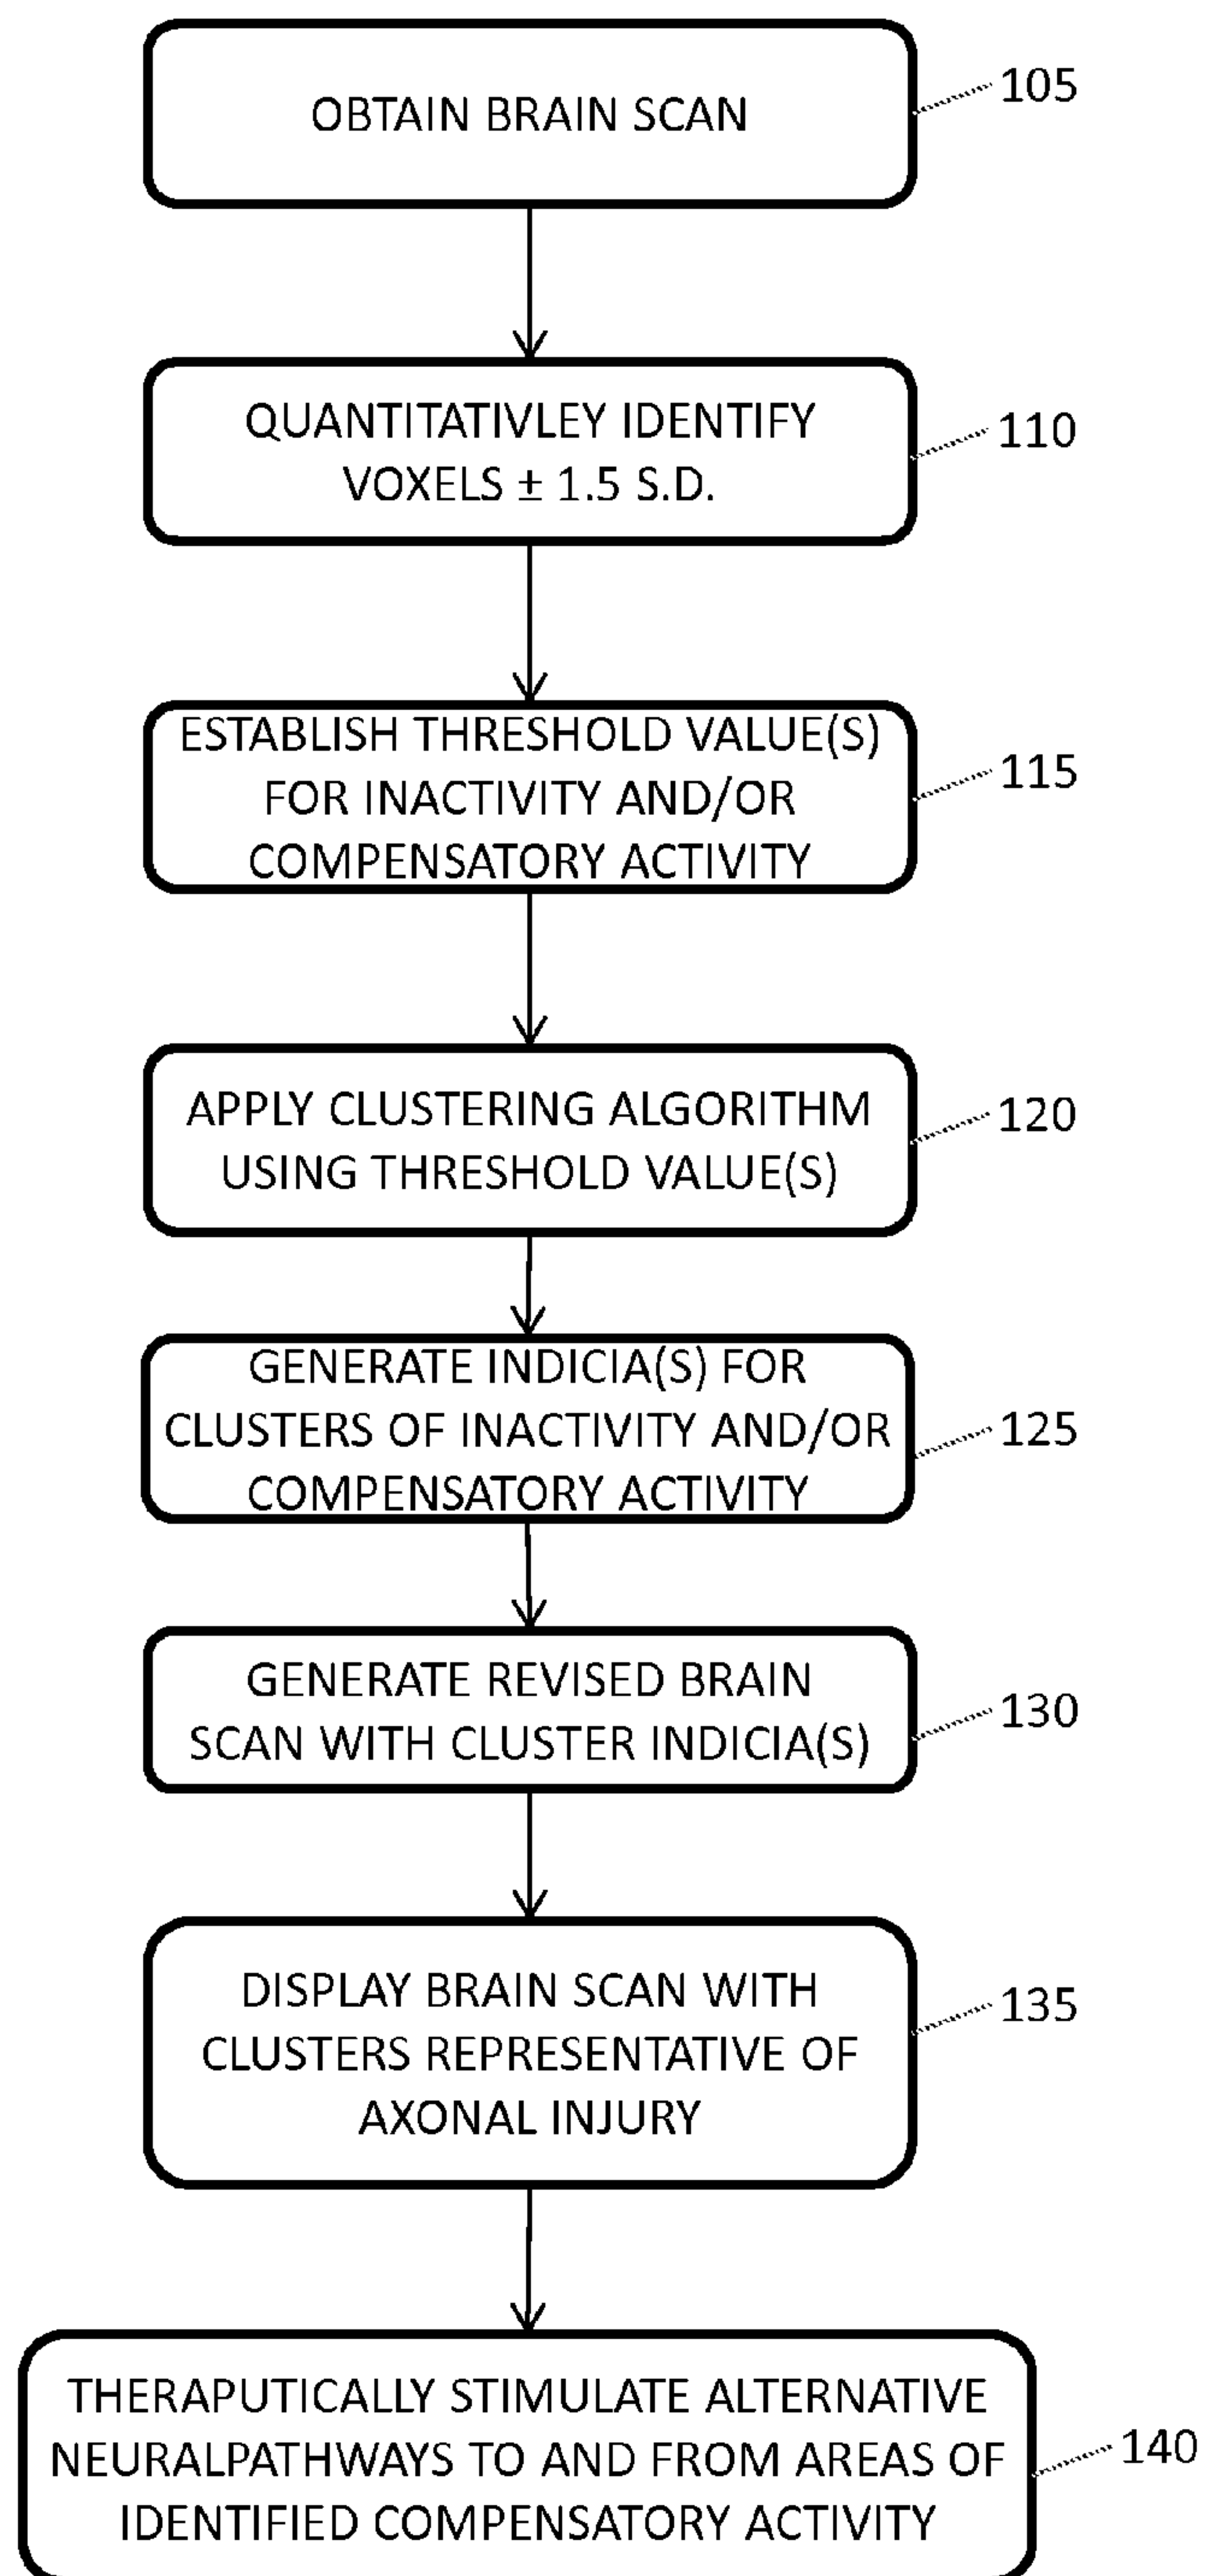 OBTAIN BRAIN SCAN
105
QUANTITATIVLEY IDENTIFY
VOXELS ± 1.5 S.D.
110
ESTABLISH THRESHOLD VALUE(S)
FOR INACTIVITY AND/OR
COMPENSATORY ACTIVITY
115
APPLY CLUSTERING ALGORITHM
USING THRESHOLD VALUE(S)
120
GENERATE INDICIA(S) FOR
CLUSTERS OF INACTIVITY AND/OR
COMPENSATORY ACTIVITY
125
GENERATE REVISED BRAIN
SCAN WITH CLUSTER INDICIA(S)
130
DISPLAY BRAIN SCAN WITH
CLUSTERS REPRESENTATIVE OF
AXONAL INJURY
135
THERAPUTICALLY STIMULATE ALTERNATIVE
NEURALPATHWAYS TO AND FROM AREAS OF
IDENTIFIED COMPENSATORY ACTIVITY
140